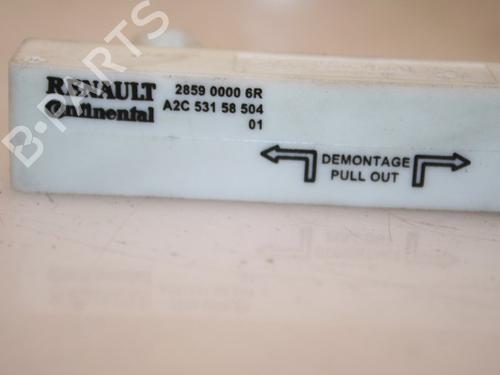 RENAULT 2859 0000 6R
Continental A2C 531 58 504
01
DEMONTAGE
PULL OUT
B-PARTS